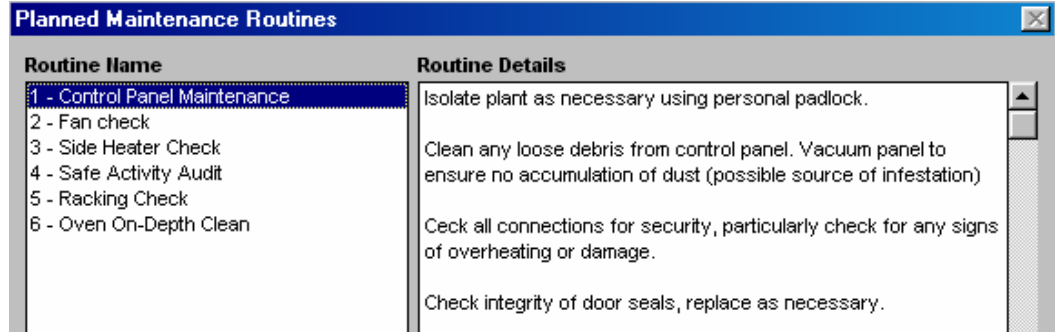 Planned Maintenance Routines
Routine Name
1 - Control Panel Maintenance
2 - Fan check
3 - Side Heater Check
4 - Safe Activity Audit
5 - Racking Check
6 - Oven On-Depth Clean
Routine Details
Isolate plant as necessary using personal padlock.
Clean any loose debris from control panel. Vacuum panel to
ensure no accumulation of dust (possible source of infestation)
Ceck all connections for security, particularly check for any signs
of overheating or damage.
Check integrity of door seals, replace as necessary.